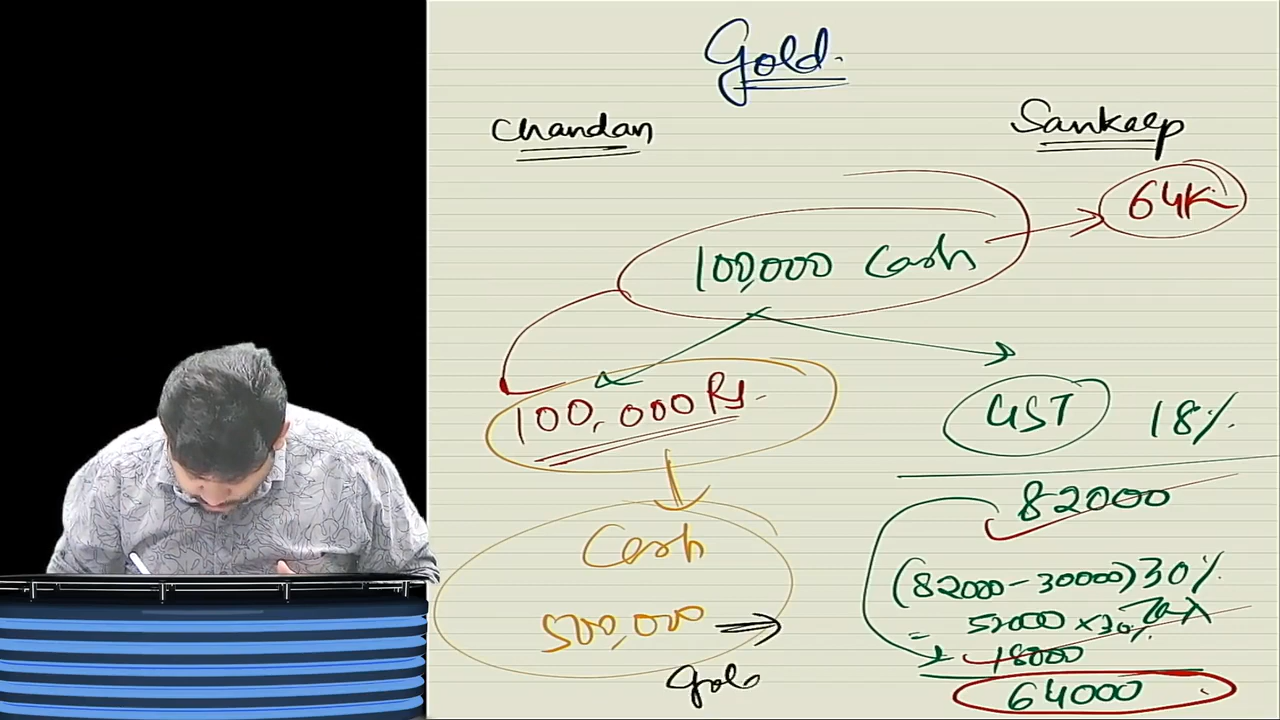 Gold.
Chandan
Sankalp
64K
100,000 Cash
100,000 Rs.
GST 18%.
82000
Cash
(82000-30000) 30%.
500,000
= 52000 x 30% Tax
18000
Gold
64000